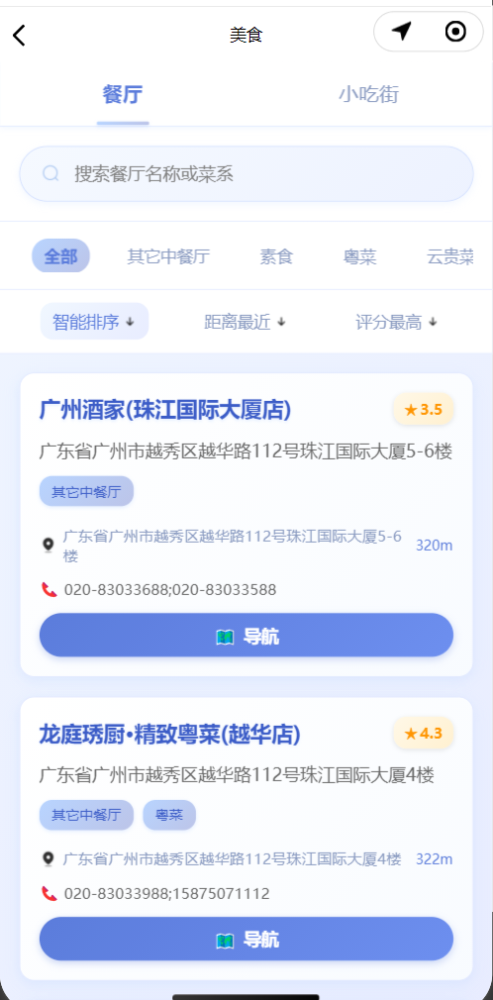 美食
餐厅 小吃街
搜索餐厅名称或菜系
全部 其它中餐厅 素食 粤菜 云贵菜
智能排序 距离最近 评分最高
广州酒家(珠江国际大厦店) 3.5
广东省广州市越秀区越华路112号珠江国际大厦5-6楼
其它中餐厅
广东省广州市越秀区越华路112号珠江国际大厦5-6 320m
楼
020-83033688;020-83033588
导航
龙庭琇厨•精致粤菜(越华店) 4.3
广东省广州市越秀区越华路112号珠江国际大厦4楼
其它中餐厅 粤菜
广东省广州市越秀区越华路112号珠江国际大厦4楼 322m
020-83033988;15875071112
导航